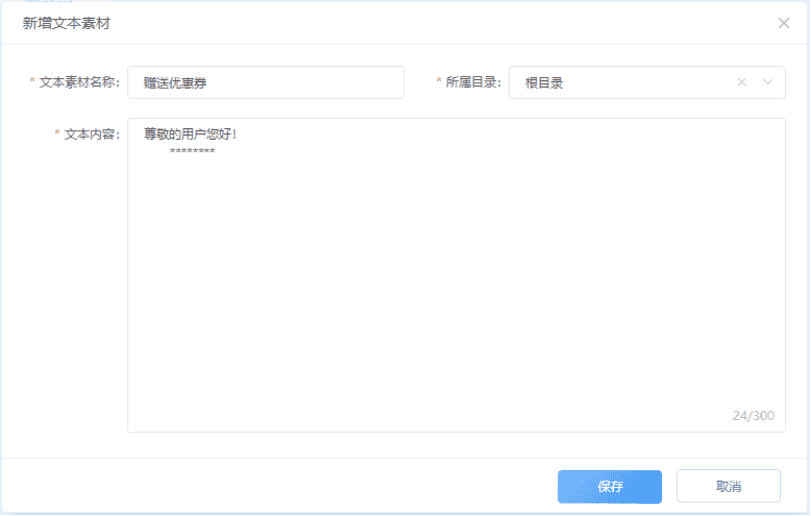 新增文本素材
* 文本素材名称: 赠送优惠券
* 所属目录: 根目录
* 文本内容: 尊敬的用户您好!
********
24/300
保存 取消